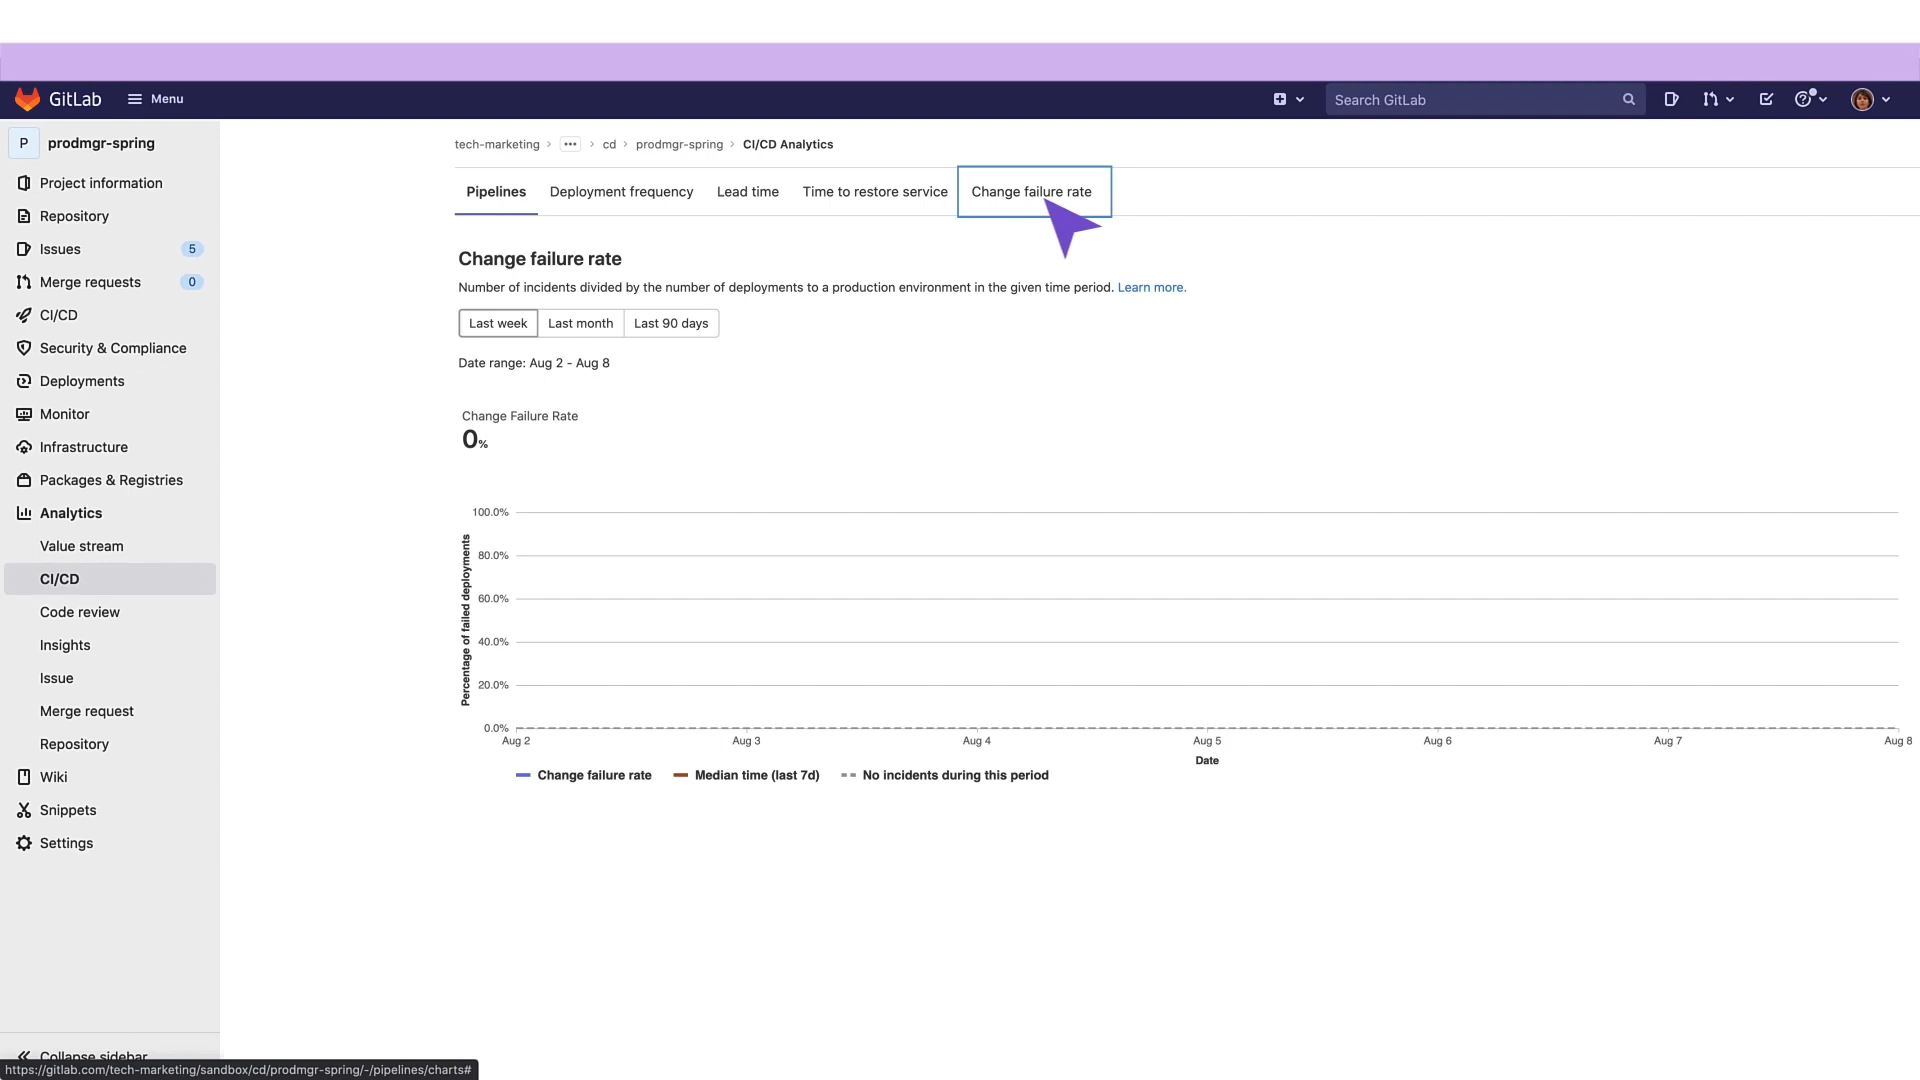 GitLab
Menu
Search GitLab
P
prodmgr-spring
Project information
Repository
Issues
5
Merge requests
0
CI/CD
Security & Compliance
Deployments
Monitor
Infrastructure
Packages & Registries
Analytics
Value stream
CI/CD
Code review
Insights
Issue
Merge request
Repository
Wiki
Snippets
Settings
Collapse sidebar
https://gitlab.com/tech-marketing/sandbox/cd/prodmgr-spring/-/pipelines/charts#
tech-marketing › ••• › cd › prodmgr-spring › CI/CD Analytics
Pipelines Deployment frequency Lead time Time to restore service Change failure rate
Change failure rate
Number of incidents divided by the number of deployments to a production environment in the given time period. Learn more.
Last week Last month Last 90 days
Date range: Aug 2 - Aug 8
Change Failure Rate
0%
Percentage of failed deployments
100.0%
80.0%
60.0%
40.0%
20.0%
0.0%
Aug 2 Aug 3 Aug 4 Aug 5 Aug 6 Aug 7 Aug 8
Date
Change failure rate Median time (last 7d) No incidents during this period